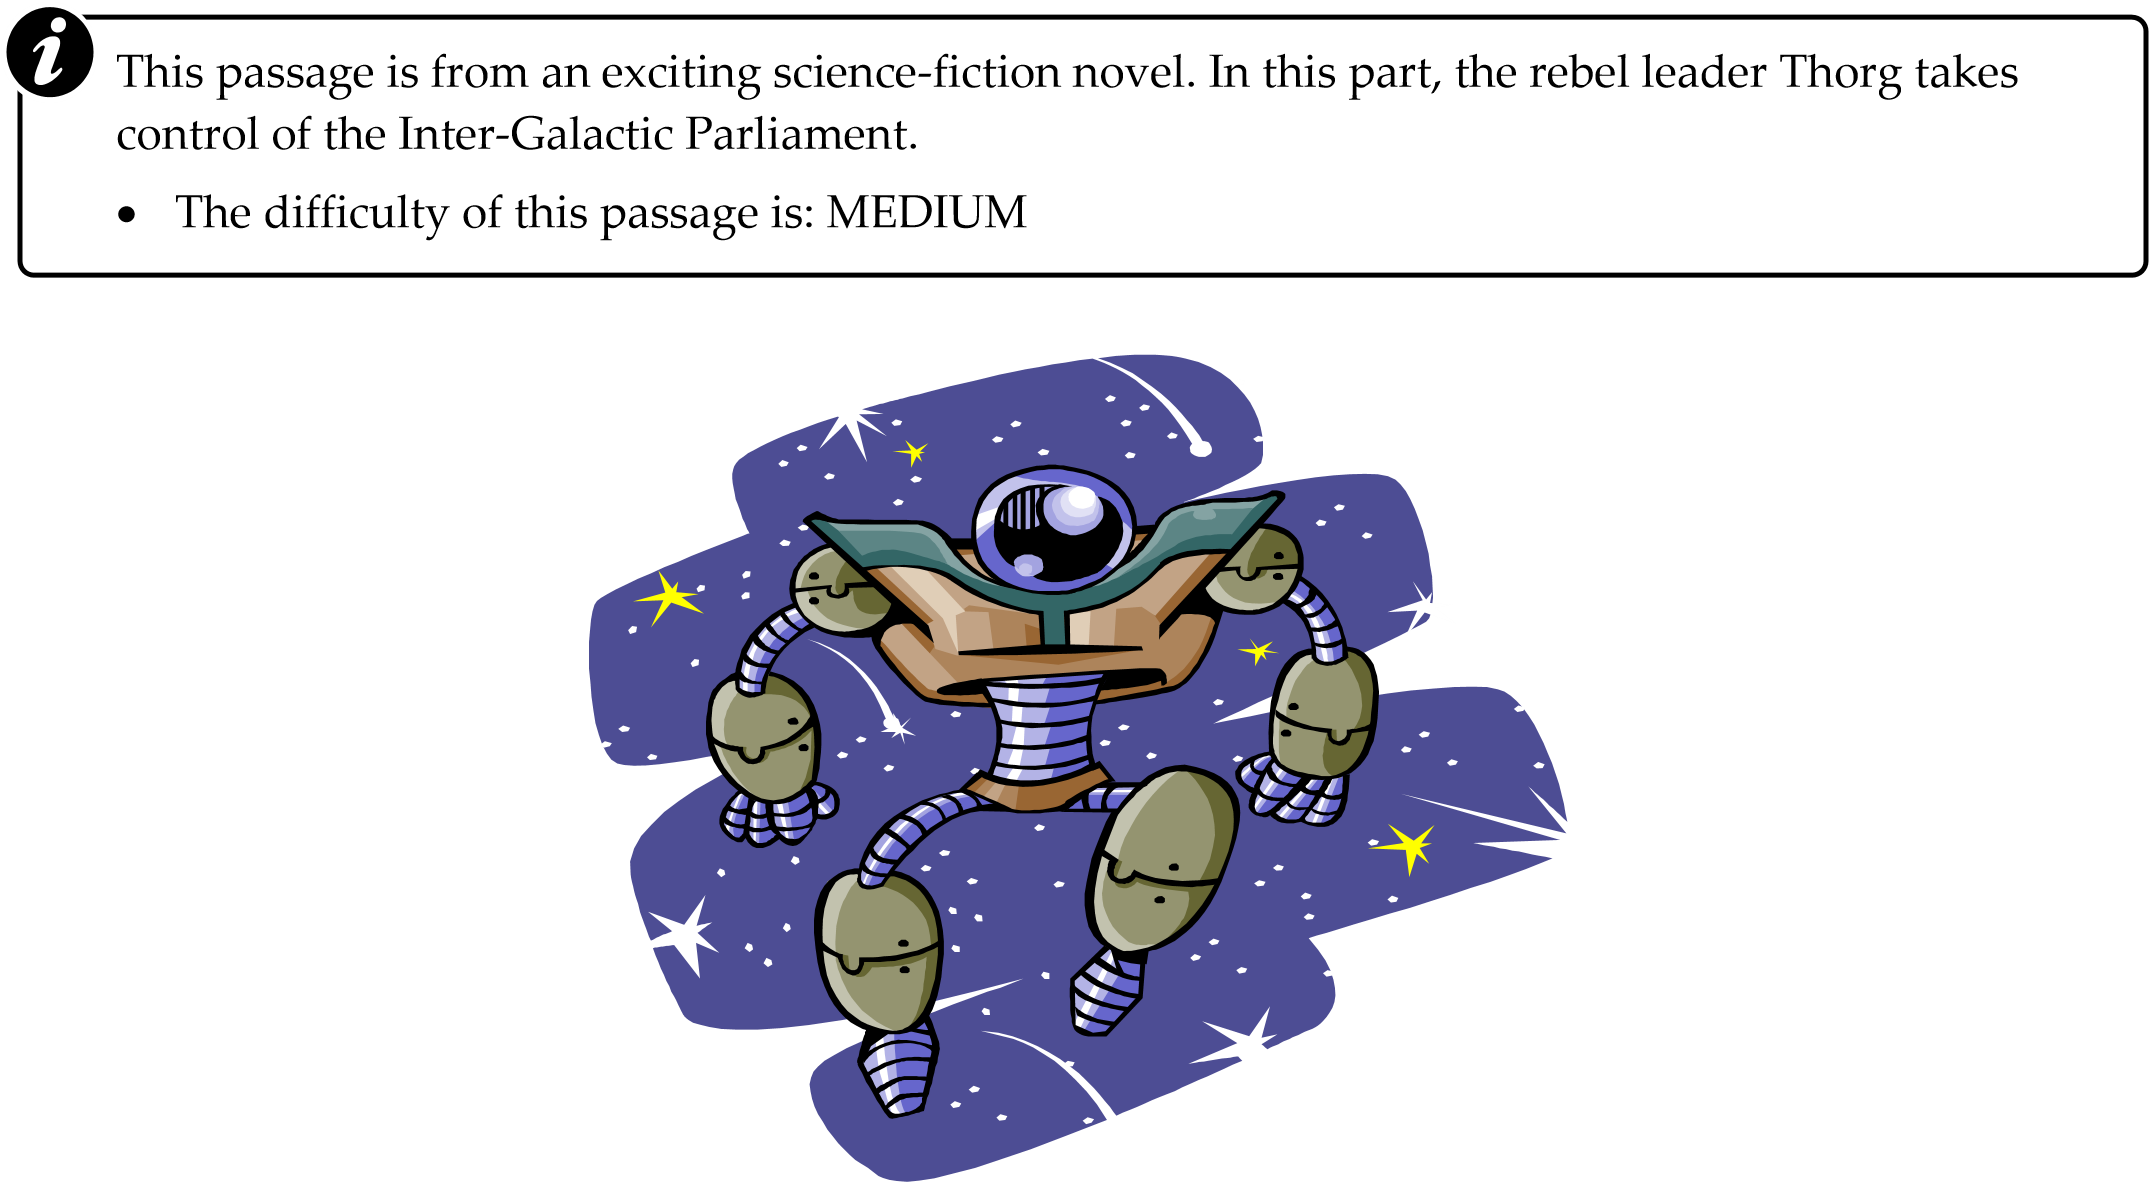 i
This passage is from an exciting science-fiction novel. In this part, the rebel leader Thorg takes
control of the Inter-Galactic Parliament.
• The difficulty of this passage is: MEDIUM